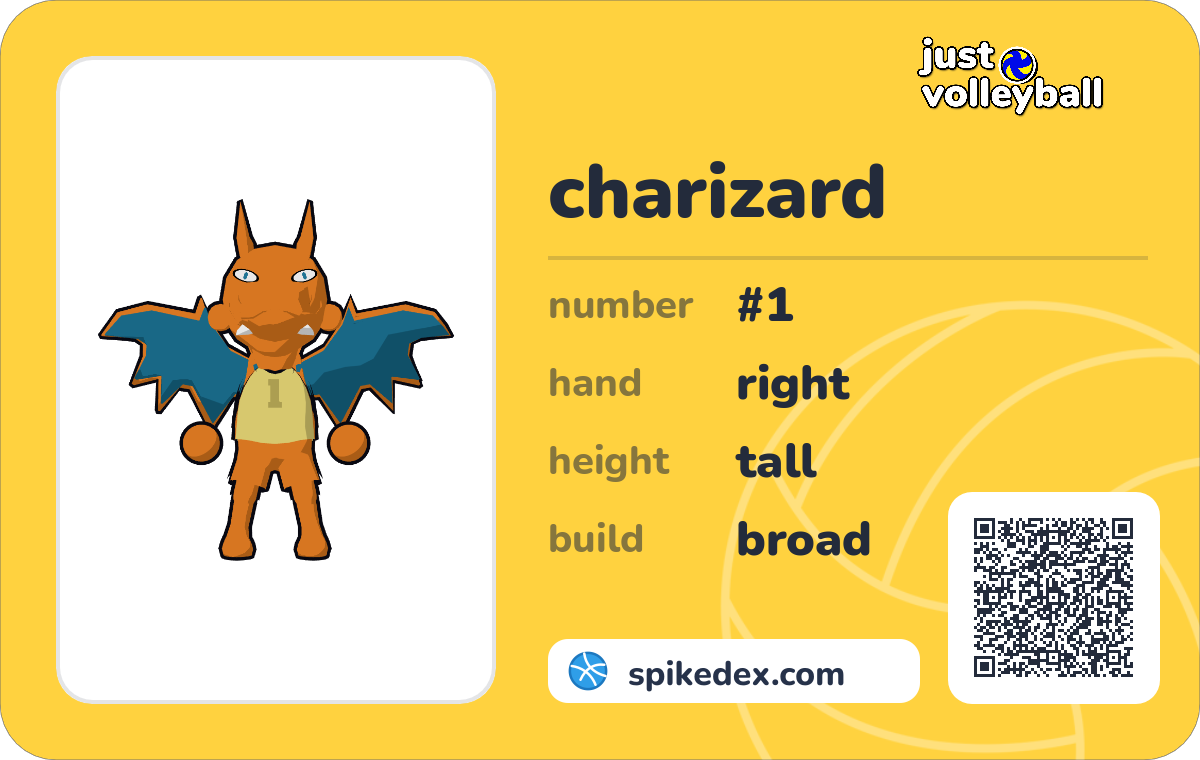 just
volleyball
charizard
number #1
hand right
height tall
build broad
1
spikedex.com